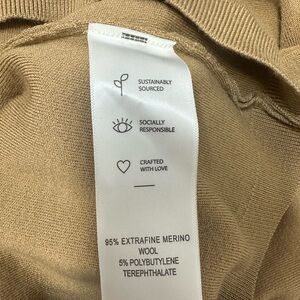 SUSTAINABLY
SOURCED
SOCIALLY
RESPONSIBLE
CRAFTED
WITH LOVE
95% EXTRAFINE MERINO
WOOL
5% POLYBUTYLENE
TEREPHTHALATE